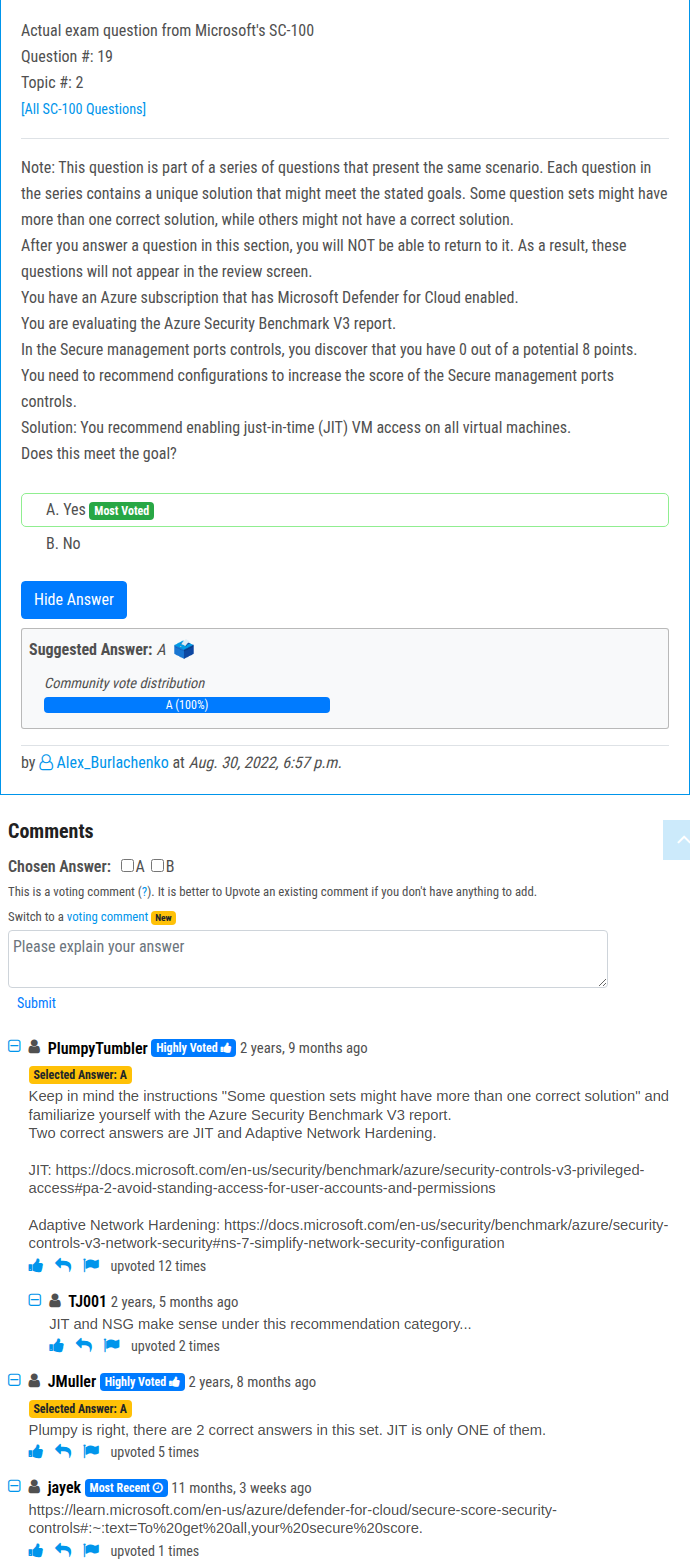 Actual exam question from Microsoft's SC-100
Question #: 19
Topic #: 2
[All SC-100 Questions]
Note: This question is part of a series of questions that present the same scenario. Each question in
the series contains a unique solution that might meet the stated goals. Some question sets might have
more than one correct solution, while others might not have a correct solution.
After you answer a question in this section, you will NOT be able to return to it. As a result, these
questions will not appear in the review screen.
You have an Azure subscription that has Microsoft Defender for Cloud enabled.
You are evaluating the Azure Security Benchmark V3 report.
In the Secure management ports controls, you discover that you have 0 out of a potential 8 points.
You need to recommend configurations to increase the score of the Secure management ports
controls.
Solution: You recommend enabling just-in-time (JIT) VM access on all virtual machines.
Does this meet the goal?
A. Yes Most Voted
B. No
Hide Answer
Suggested Answer: A
Community vote distribution
A (100%)
by Alex_Burlachenko at Aug. 30, 2022, 6:57 p.m.
Comments
Chosen Answer: A B
This is a voting comment (?). It is better to Upvote an existing comment if you don't have anything to add.
Switch to a voting comment New
Please explain your answer
Submit
PlumpyTumbler Highly Voted 2 years, 9 months ago
Selected Answer: A
Keep in mind the instructions "Some question sets might have more than one correct solution" and
familiarize yourself with the Azure Security Benchmark V3 report.
Two correct answers are JIT and Adaptive Network Hardening.
JIT: https://docs.microsoft.com/en-us/security/benchmark/azure/security-controls-v3-privileged-
access#pa-2-avoid-standing-access-for-user-accounts-and-permissions
Adaptive Network Hardening: https://docs.microsoft.com/en-us/security/benchmark/azure/security-
controls-v3-network-security#ns-7-simplify-network-security-configuration
upvoted 12 times
TJ001 2 years, 5 months ago
JIT and NSG make sense under this recommendation category...
upvoted 2 times
JMuller Highly Voted 2 years, 8 months ago
Selected Answer: A
Plumpy is right, there are 2 correct answers in this set. JIT is only ONE of them.
upvoted 5 times
jayek Most Recent 11 months, 3 weeks ago
https://learn.microsoft.com/en-us/azure/defender-for-cloud/secure-score-security-
controls#:~:text=To%20get%20all,your%20secure%20score.
upvoted 1 times